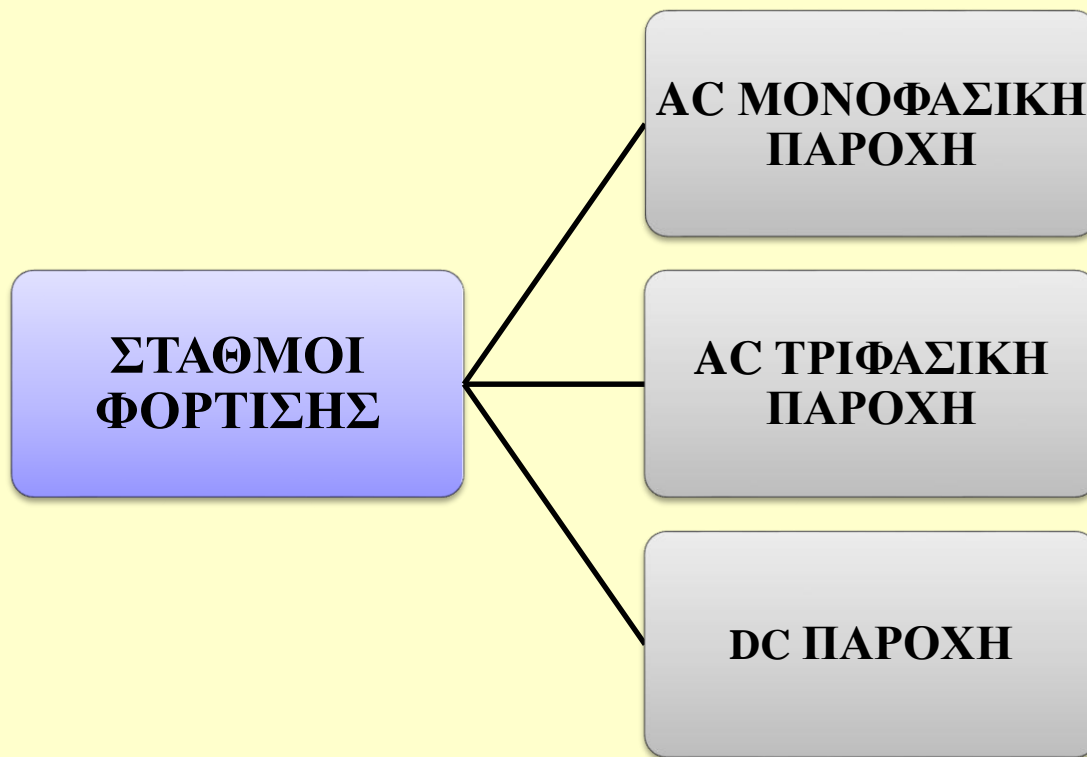 AC ΜΟΝΟΦΑΣΙΚΗ
ΠΑΡΟΧΗ
ΣΤΑΘΜΟΙ
ΦΟΡΤΙΣΗΣ
AC ΤΡΙΦΑΣΙΚΗ
ΠΑΡΟΧΗ
DC ΠΑΡΟΧΗ